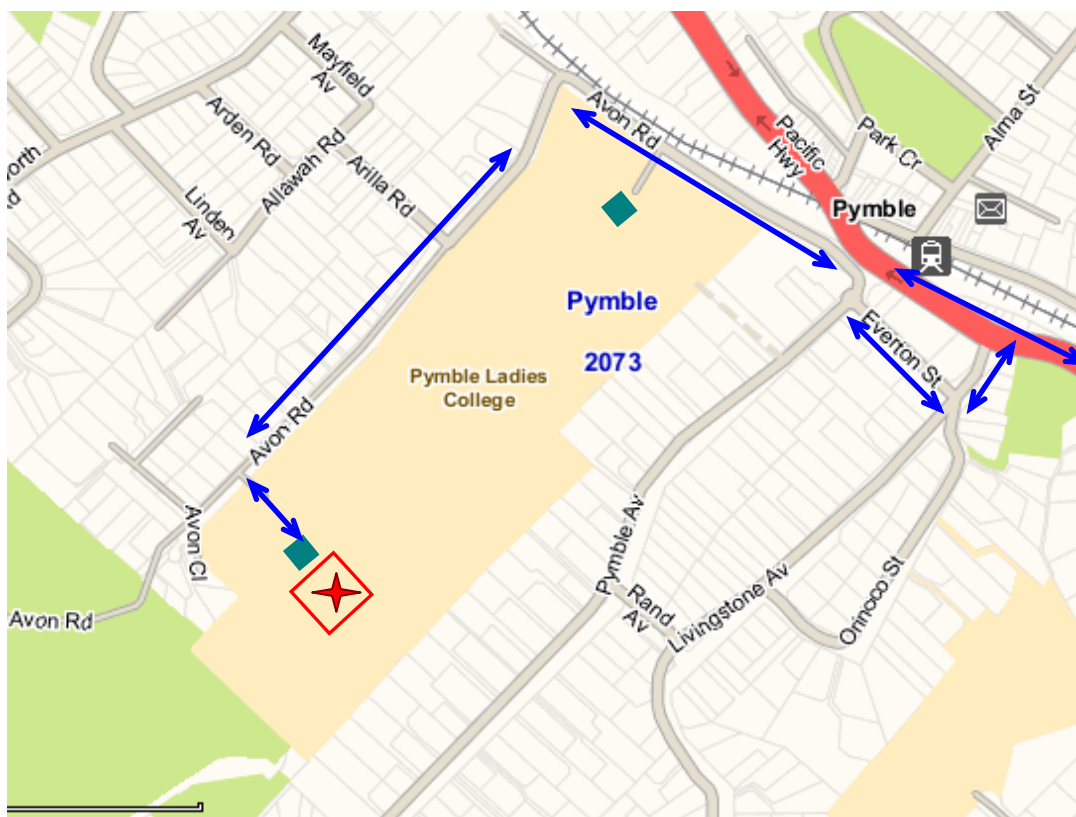 Mayfield
Av
Arden Rd
Allawah Rd
Arilla Rd
Linden
Av
orth
Rd
Avon Rd
Pacific
Hwy
Park Cr
Alma St
Pymble
Pymble
2073
Pymble Ladies
College
Everton St
Avon Rd
Avon Cl
Avon Rd
Pymble Av
Rand
Av
Livingstone Av
Orinoco St